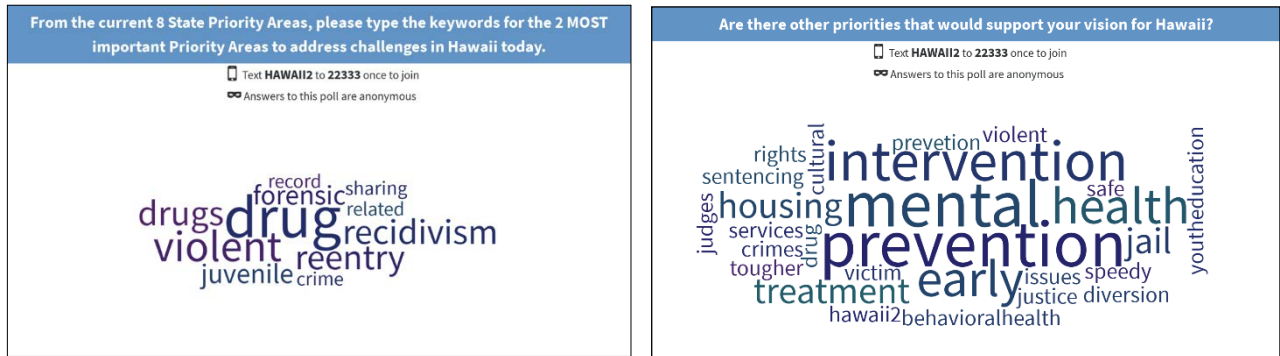 From the current 8 State Priority Areas, please type the keywords for the 2 MOST
important Priority Areas to address challenges in Hawaii today.
Text HAWAII2 to 22333 once to join
Answers to this poll are anonymous
record
forensic sharing
drugs drug related
violent recidivism
reentry
juvenile crime
Are there other priorities that would support your vision for Hawaii?
Text HAWAII2 to 22333 once to join
Answers to this poll are anonymous
cultural prevetion violent
rights intervention youtheducation
sentencing safe
judges housing mental health
services drug prevention jail
crimes
tougher victim early issues speedy
treatment justice diversion
hawaii2 behavioralhealth